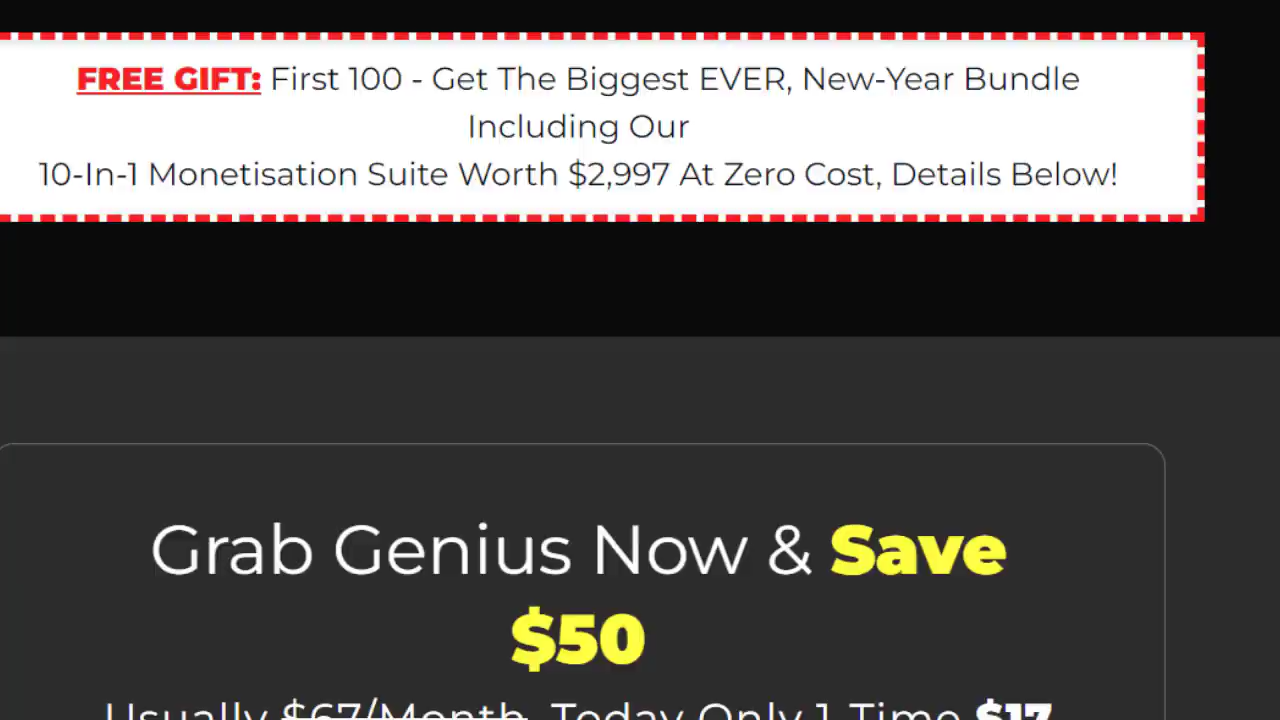 FREE GIFT: First 100 - Get The Biggest EVER, New-Year Bundle
Including Our
10-In-1 Monetisation Suite Worth $2,997 At Zero Cost, Details Below!
Grab Genius Now & Save
$50
Usually $67/Month, Today Only 1-Time $17